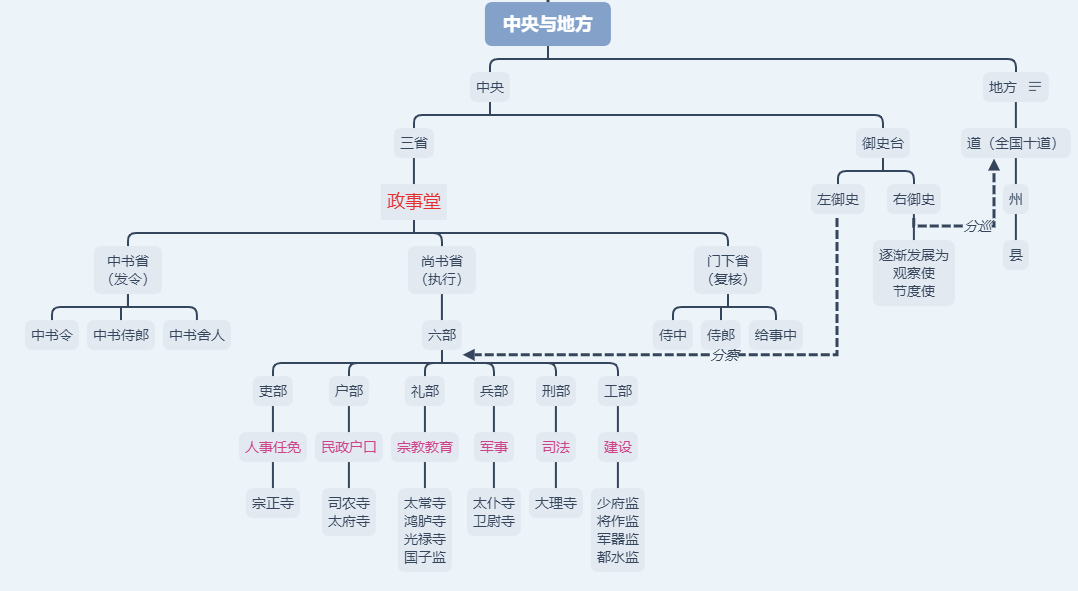 中央与地方
中央
地方
三省
御史台
道（全国十道）
政事堂
左御史
右御史
州
分巡
中书省
（发令）
尚书省
（执行）
门下省
（复核）
逐渐发展为
观察使
节度使
县
中书令
中书侍郎
中书舍人
六部
侍中
侍郎
给事中
分察
吏部
户部
礼部
兵部
刑部
工部
人事任免
民政户口
宗教教育
军事
司法
建设
宗正寺
司农寺
太府寺
太常寺
鸿胪寺
光禄寺
国子监
太仆寺
卫尉寺
大理寺
少府监
将作监
军器监
都水监